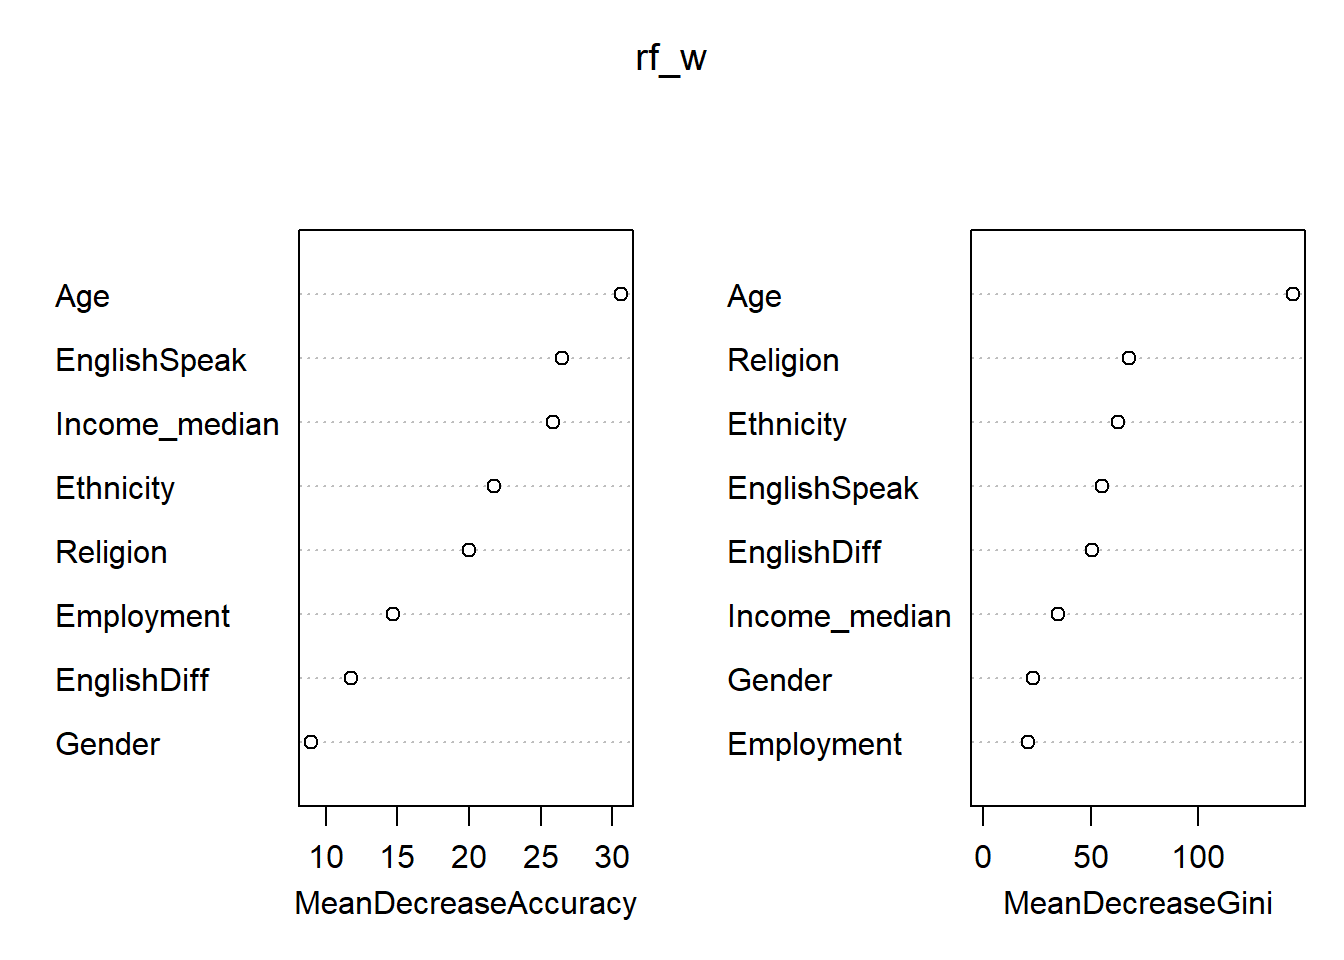 rf_w
Age
EnglishSpeak
Income_median
Ethnicity
Religion
Employment
EnglishDiff
Gender
10 15 20 25 30
MeanDecreaseAccuracy
Age
Religion
Ethnicity
EnglishSpeak
EnglishDiff
Income_median
Gender
Employment
0 50 100
MeanDecreaseGini